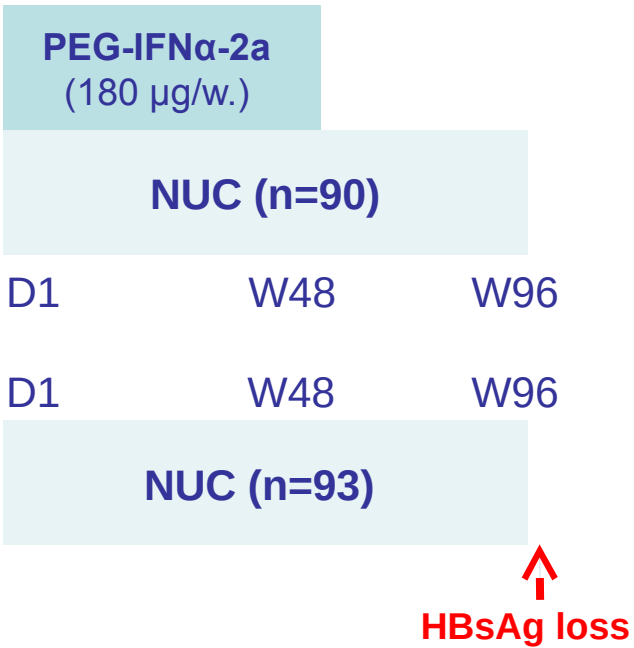 PEG-IFNα-2a
(180 µg/w.)
NUC (n=90)
D1 W48 W96
D1 W48 W96
NUC (n=93)
HBsAg loss